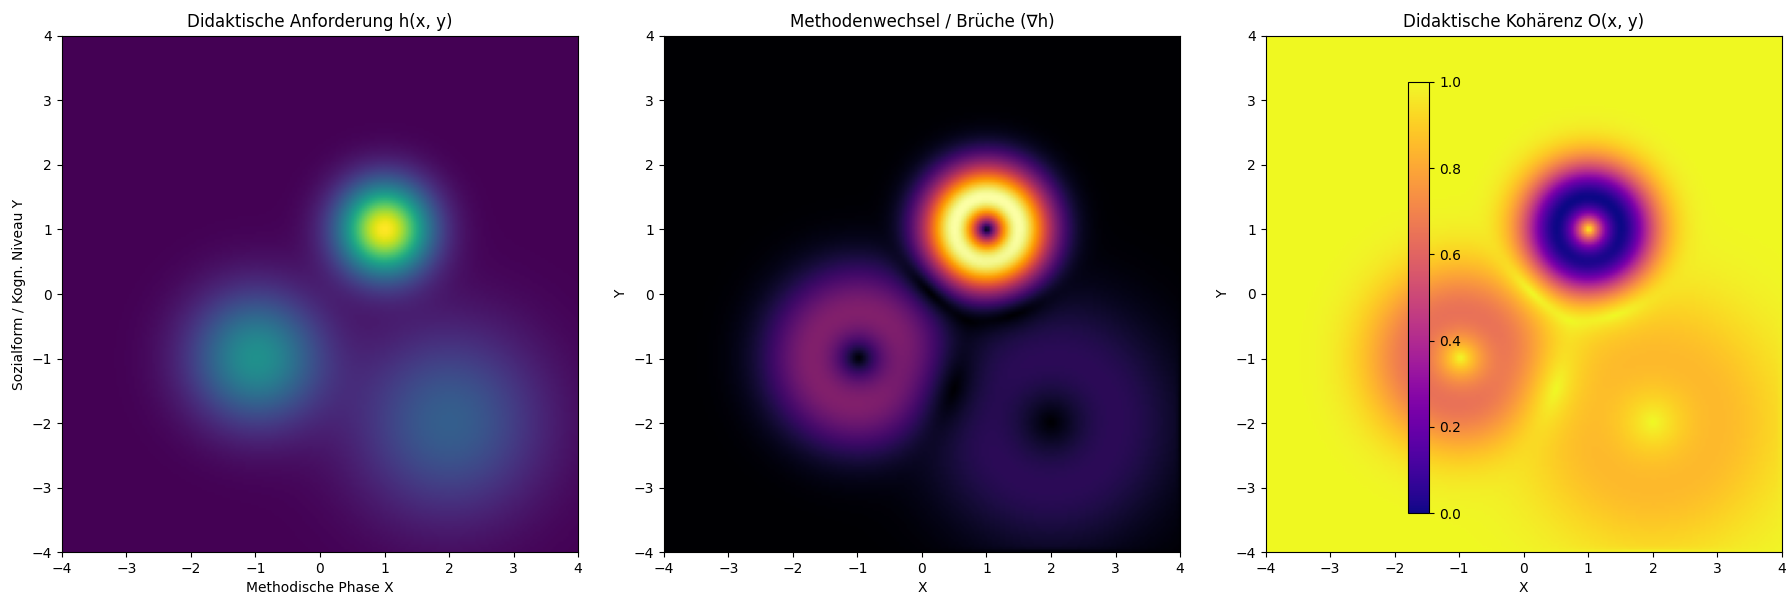 Didaktische Anforderung h(x, y)
4
3
2
1
0
−1
−2
−3
−4
Sozialform / Kogn. Niveau Y
−4 −3 −2 −1 0 1 2 3 4
Methodische Phase X
Methodenwechsel / Brüche (∇h)
4
3
2
1
0
−1
−2
−3
−4
Y
−4 −3 −2 −1 0 1 2 3 4
X
Didaktische Kohärenz O(x, y)
4
3
2
1
0
−1
−2
−3
−4
Y
1.0
0.8
0.6
0.4
0.2
0.0
−4 −3 −2 −1 0 1 2 3 4
X